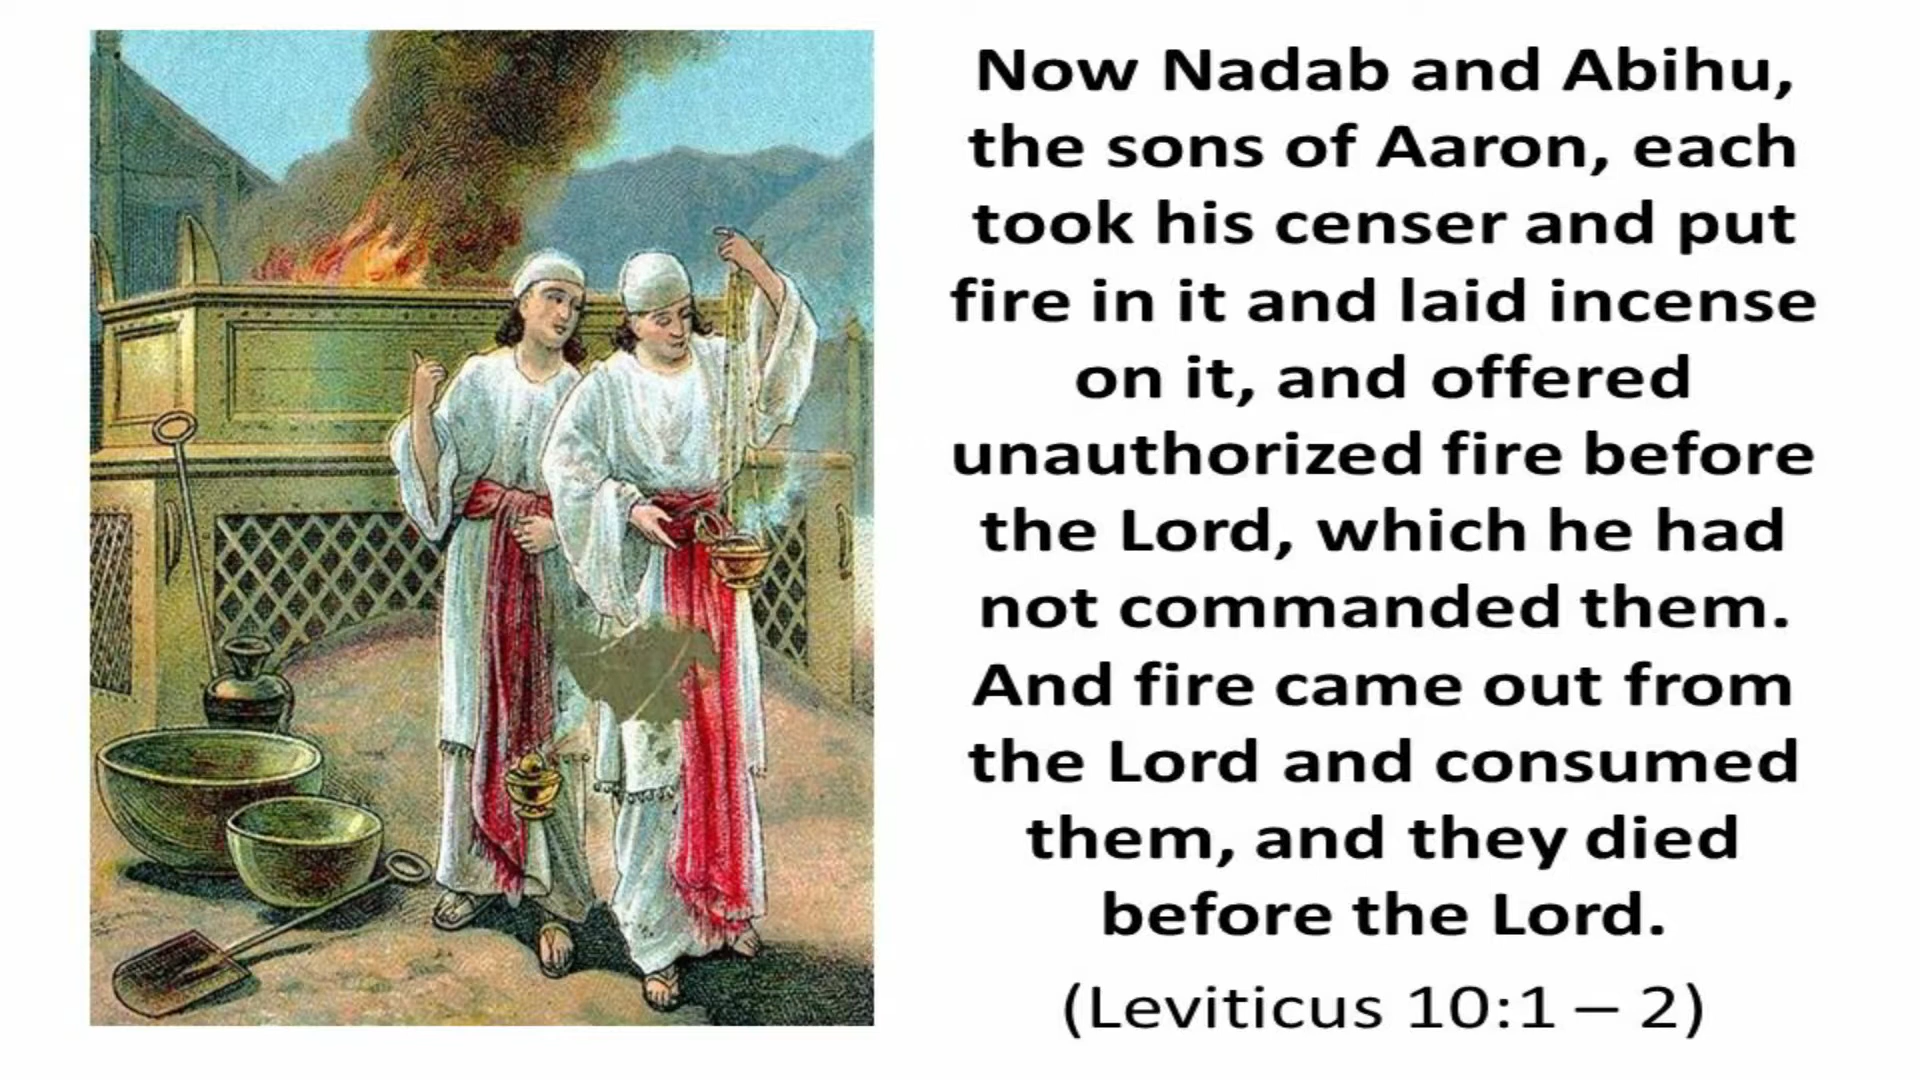 Now Nadab and Abihu,
the sons of Aaron, each
took his censer and put
fire in it and laid incense
on it, and offered
unauthorized fire before
the Lord, which he had
not commanded them.
And fire came out from
the Lord and consumed
them, and they died
before the Lord.
(Leviticus 10:1 – 2)